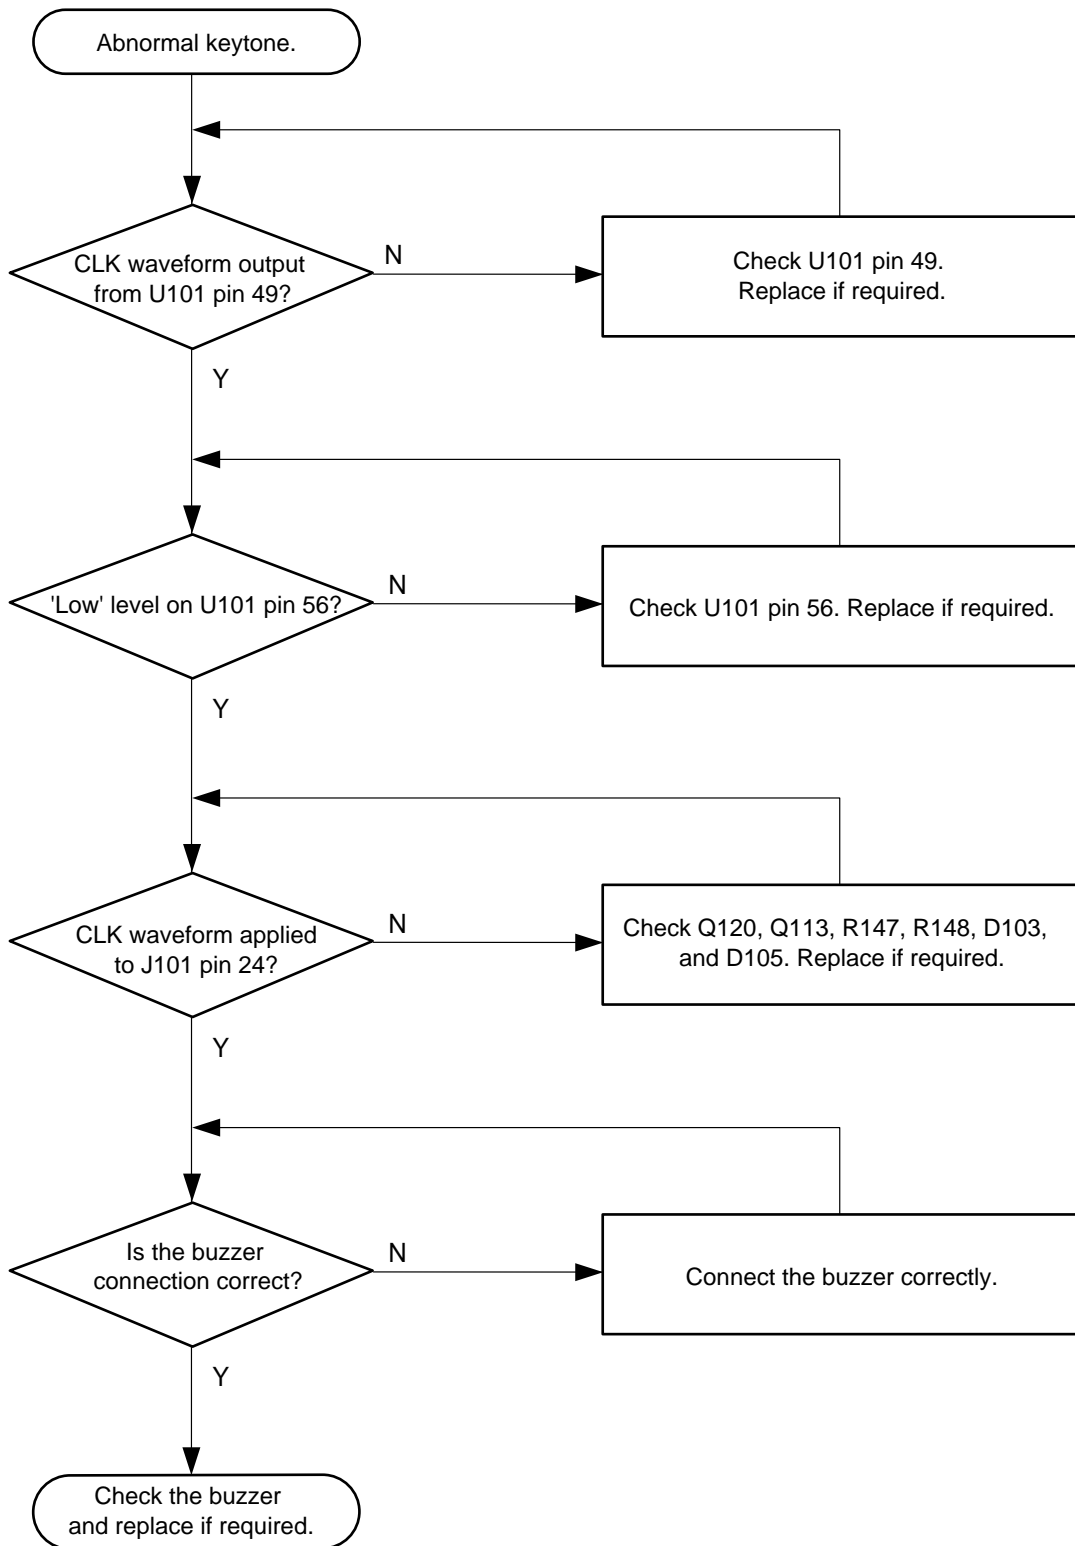 Abnormal keytone.
CLK waveform output
from U101 pin 49?
N
Check U101 pin 49.
Replace if required.
Y
'Low' level on U101 pin 56?
N
Check U101 pin 56. Replace if required.
Y
CLK waveform applied
to J101 pin 24?
N
Check Q120, Q113, R147, R148, D103,
and D105. Replace if required.
Y
Is the buzzer
connection correct?
N
Connect the buzzer correctly.
Y
Check the buzzer
and replace if required.